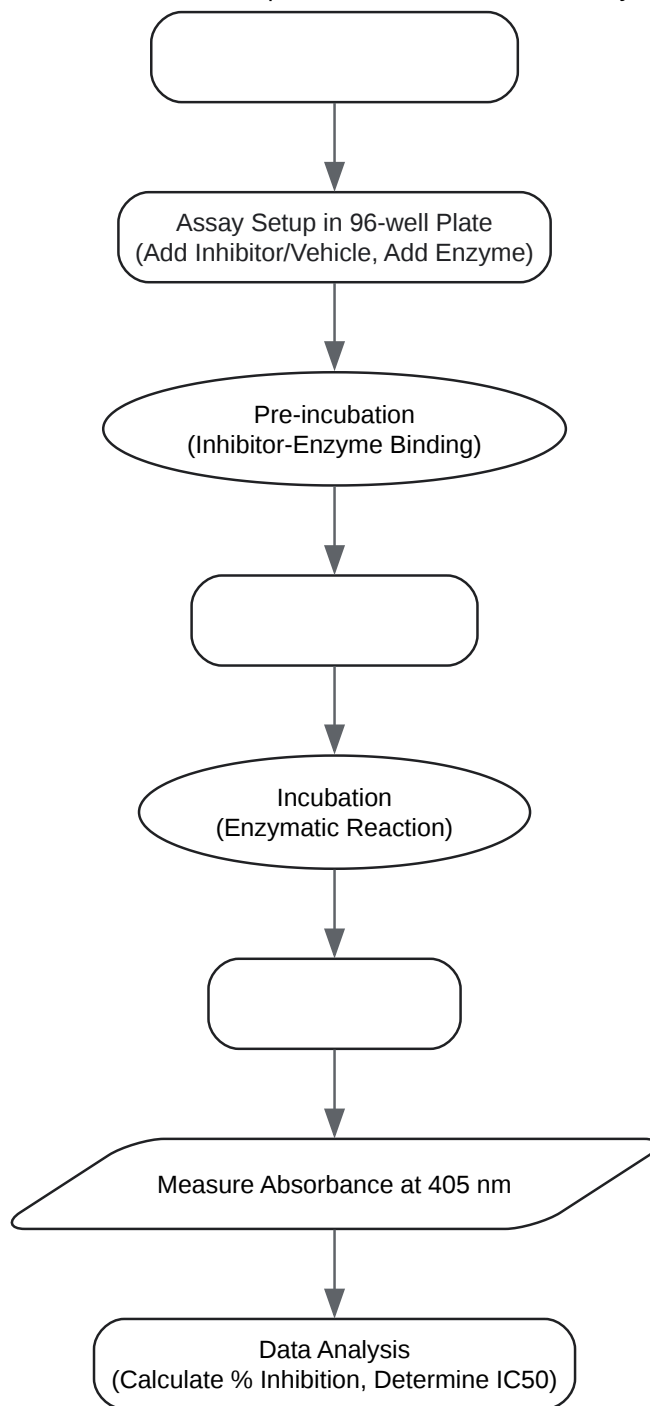 Assay Setup in 96-well Plate
(Add Inhibitor/Vehicle, Add Enzyme)
Pre-incubation
(Inhibitor-Enzyme Binding)
Incubation
(Enzymatic Reaction)
Measure Absorbance at 405 nm
Data Analysis
(Calculate % Inhibition, Determine IC50)